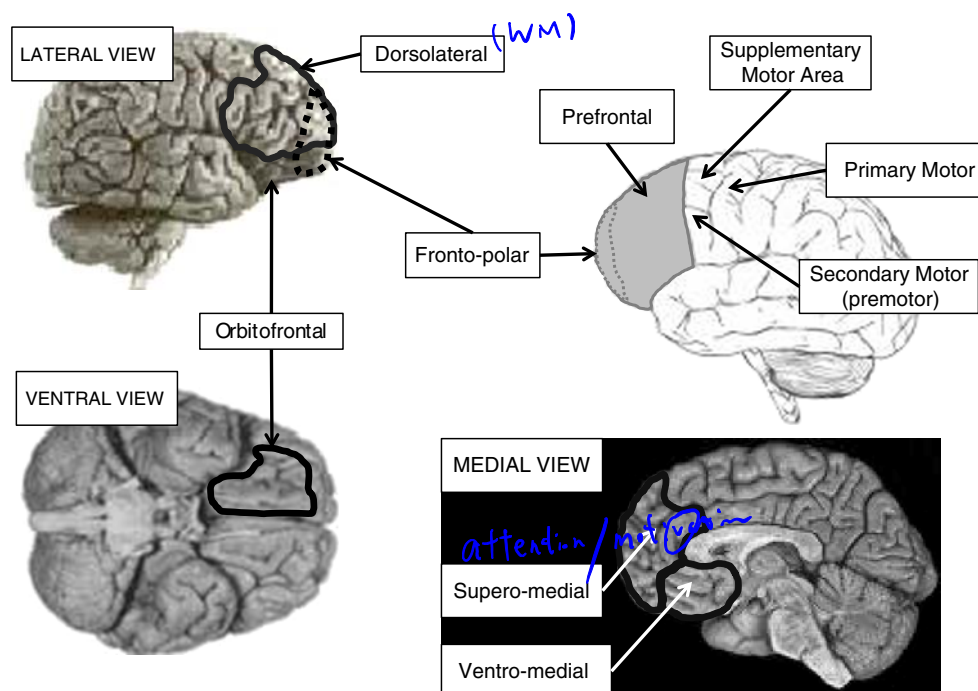 LATERAL VIEW
Dorsolateral (WM)
Supplementary
Motor Area
Prefrontal
Primary Motor
Fronto-polar
Secondary Motor
(premotor)
Orbitofrontal
VENTRAL VIEW
MEDIAL VIEW
attention / motivation
Supero-medial
Ventro-medial